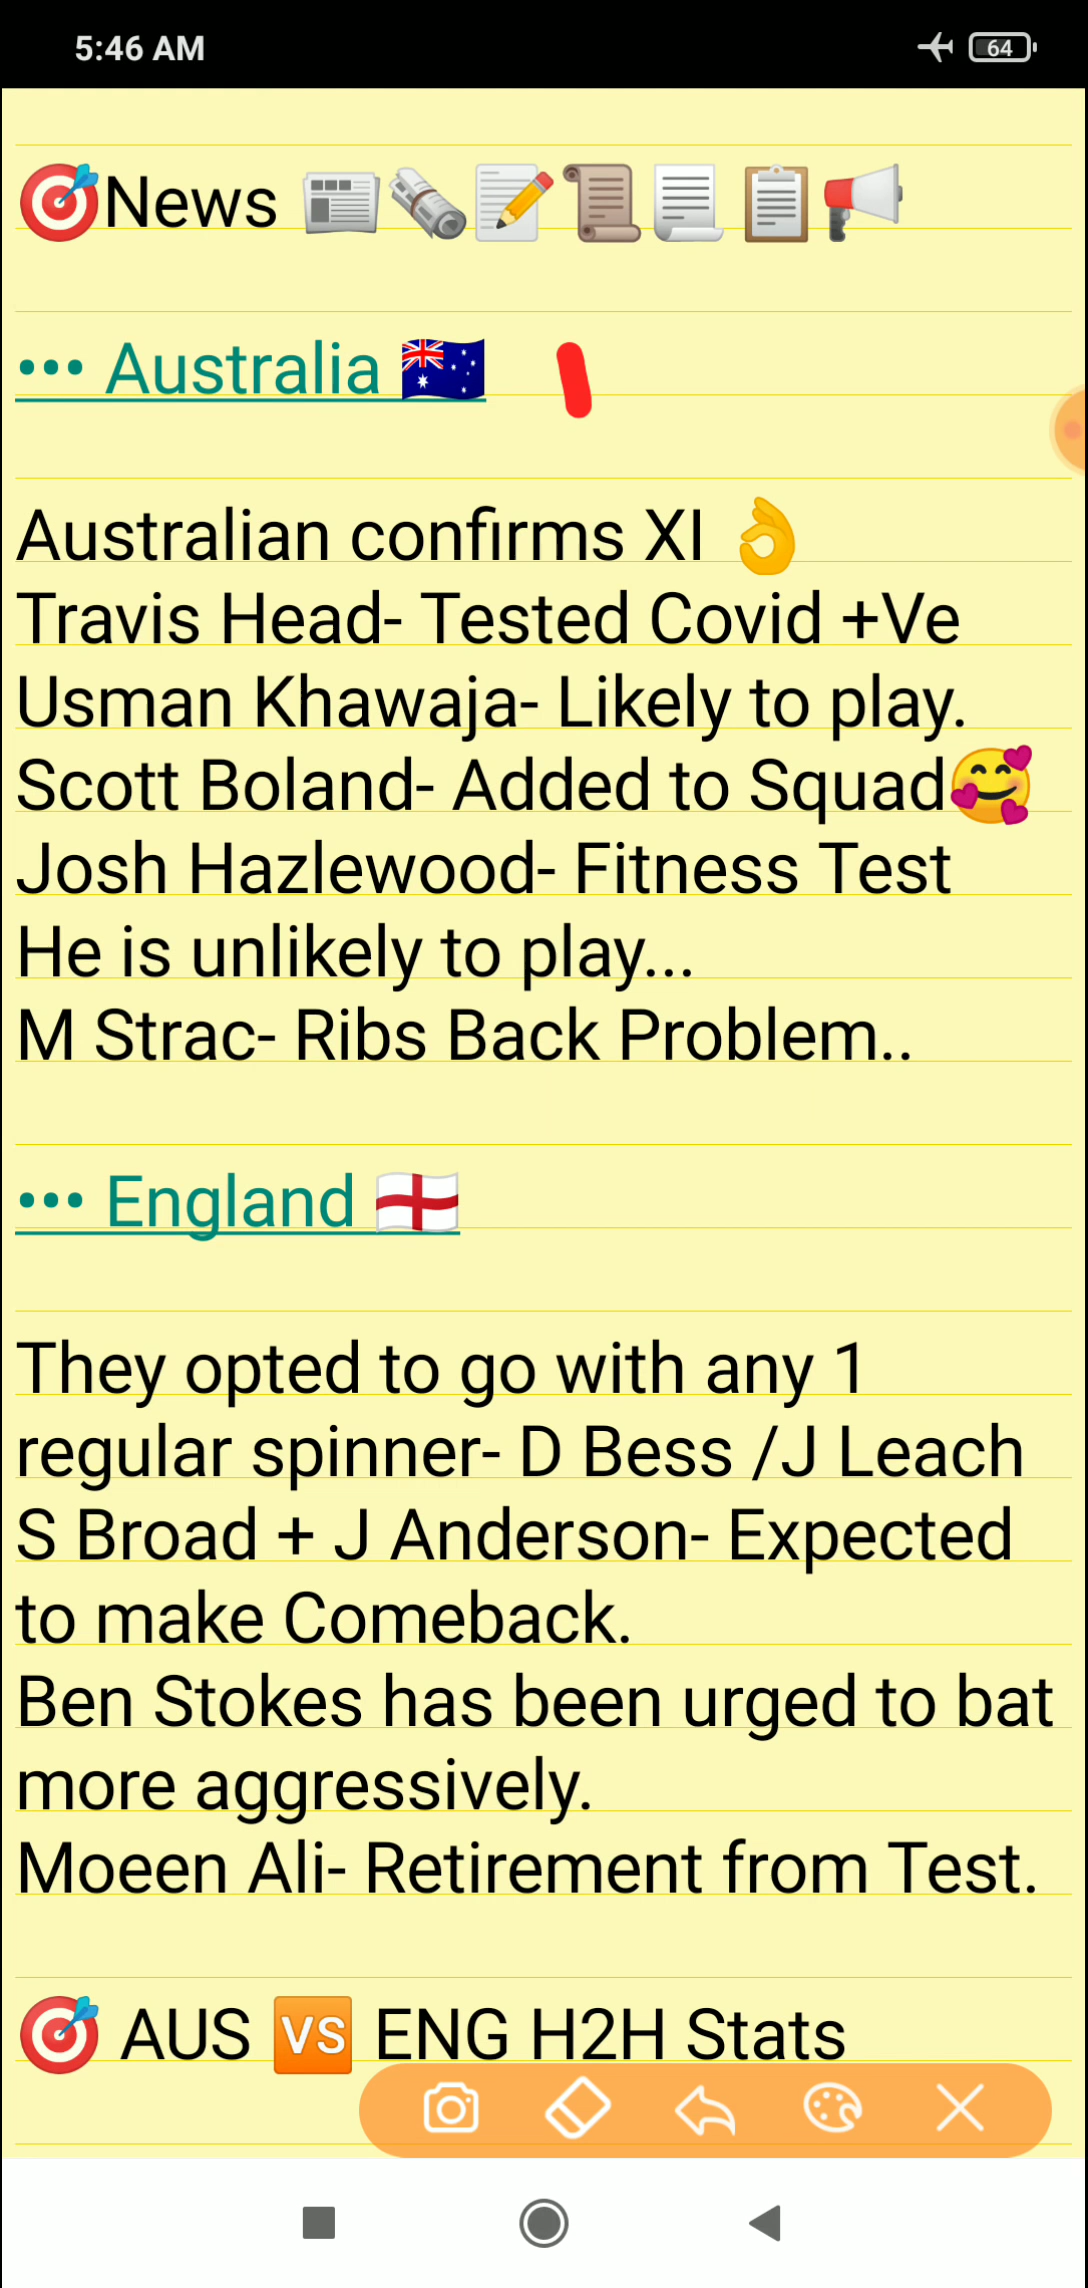 5:46 AM
64
🎯News 📰🗞📝📜📃📋📢
••• Australia 🇦🇺
Australian confirms XI 👌
Travis Head- Tested Covid +Ve
Usman Khawaja- Likely to play.
Scott Boland- Added to Squad🥰
Josh Hazlewood- Fitness Test
He is unlikely to play...
M Strac- Ribs Back Problem..
••• England 🏴󠁧󠁢󠁥󠁮󠁧󠁿
They opted to go with any 1
regular spinner- D Bess /J Leach
S Broad + J Anderson- Expected
to make Comeback.
Ben Stokes has been urged to bat
more aggressively.
Moeen Ali- Retirement from Test.
🎯 AUS 🆚 ENG H2H Stats